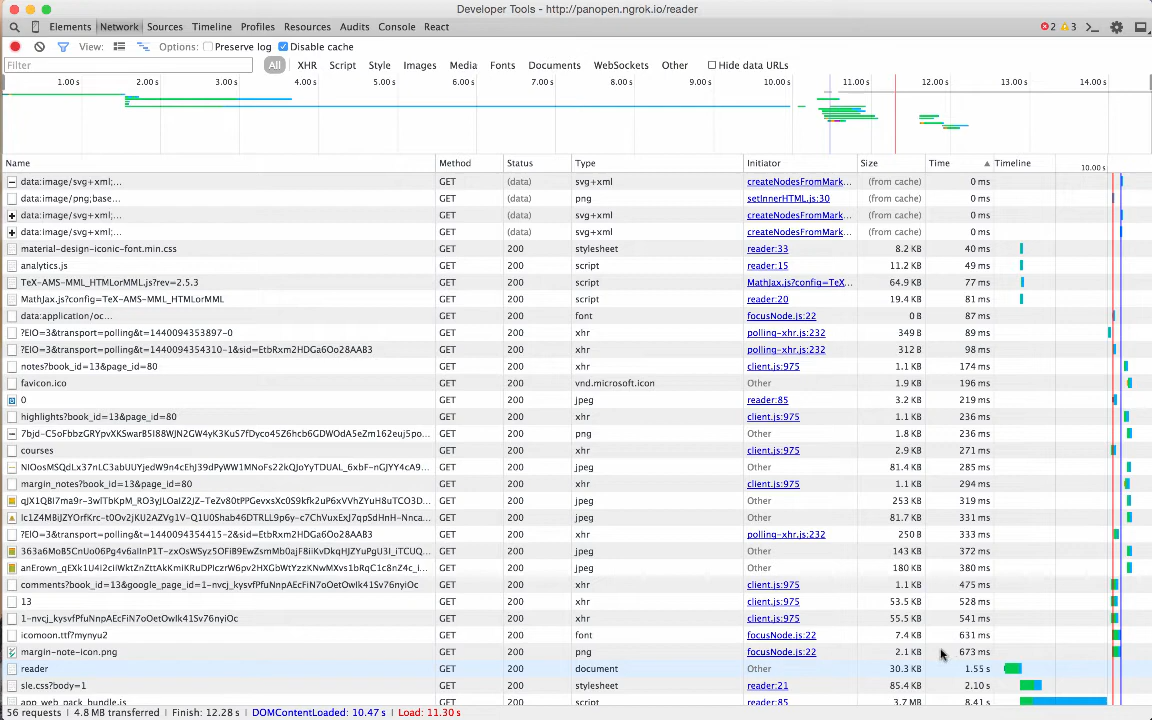 Developer Tools - http://panopen.ngrok.io/reader
Elements Network Sources Timeline Profiles Resources Audits Console React 2 3
View: Options: Preserve log Disable cache
Filter All XHR Script Style Images Media Fonts Documents WebSockets Other Hide data URLs
1.00 s 2.00 s 3.00 s 4.00 s 5.00 s 6.00 s 7.00 s 8.00 s 9.00 s 10.00 s 11.00 s 12.00 s 13.00 s 14.00 s
Name Method Status Type Initiator Size Time Timeline 10.00 s
data:image/svg+xml;... GET (data) svg+xml createNodesFromMark... (from cache) 0 ms
data:image/png;base... GET (data) png setInnerHTML.js:30 (from cache) 0 ms
data:image/svg+xml;... GET (data) svg+xml createNodesFromMark... (from cache) 0 ms
data:image/svg+xml;... GET (data) svg+xml createNodesFromMark... (from cache) 0 ms
material-design-iconic-font.min.css GET 200 stylesheet reader:33 8.2 KB 40 ms
analytics.js GET 200 script reader:15 11.2 KB 49 ms
TeX-AMS-MML_HTMLorMML.js?rev=2.5.3 GET 200 script MathJax.js?config=TeX... 64.9 KB 77 ms
MathJax.js?config=TeX-AMS-MML_HTMLorMML GET 200 script reader:20 19.4 KB 81 ms
data:application/oc... GET 200 font focusNode.js:22 0 B 87 ms
?EIO=3&transport=polling&t=1440094353897-0 GET 200 xhr polling-xhr.js:232 349 B 89 ms
?EIO=3&transport=polling&t=1440094354310-1&sid=EtbRxm2HDGa6Oo28AAB3 GET 200 xhr polling-xhr.js:232 312 B 98 ms
notes?book_id=13&page_id=80 GET 200 xhr client.js:975 1.1 KB 174 ms
favicon.ico GET 200 vnd.microsoft.icon Other 1.9 KB 196 ms
0 GET 200 jpeg reader:85 3.2 KB 219 ms
highlights?book_id=13&page_id=80 GET 200 xhr client.js:975 1.1 KB 236 ms
GET 200 png Other 1.8 KB 236 ms
courses GET 200 xhr client.js:975 2.9 KB 271 ms
GET 200 jpeg Other 81.4 KB 285 ms
margin_notes?book_id=13&page_id=80 GET 200 xhr client.js:975 1.1 KB 294 ms
GET 200 jpeg Other 253 KB 319 ms
GET 200 jpeg Other 81.7 KB 331 ms
?EIO=3&transport=polling&t=1440094354415-2&sid=EtbRxm2HDGa6Oo28AAB3 GET 200 xhr polling-xhr.js:232 250 B 333 ms
GET 200 jpeg Other 143 KB 372 ms
GET 200 jpeg Other 180 KB 380 ms
comments?book_id=13&google_page_id=1-nvcj_kysvfPfuNnpAEcFiN7oOetOwlk41Sv76nyiOc GET 200 xhr client.js:975 1.1 KB 475 ms
13 GET 200 xhr client.js:975 53.5 KB 528 ms
1-nvcj_kysvfPfuNnpAEcFiN7oOetOwlk41Sv76nyiOc GET 200 xhr client.js:975 55.5 KB 541 ms
icomoon.ttf?mynyu2 GET 200 font focusNode.js:22 7.4 KB 631 ms
margin-note-icon.png GET 200 png focusNode.js:22 2.1 KB 673 ms
reader GET 200 document Other 30.3 KB 1.55 s
sle.css?body=1 GET 200 stylesheet reader:21 85.4 KB 2.10 s
app_web_pack_bundle.js GET 200 script reader:85 3.7 MB 8.41 s
56 requests | 4.8 MB transferred | Finish: 12.28 s | DOMContentLoaded: 10.47 s | Load: 11.30 s